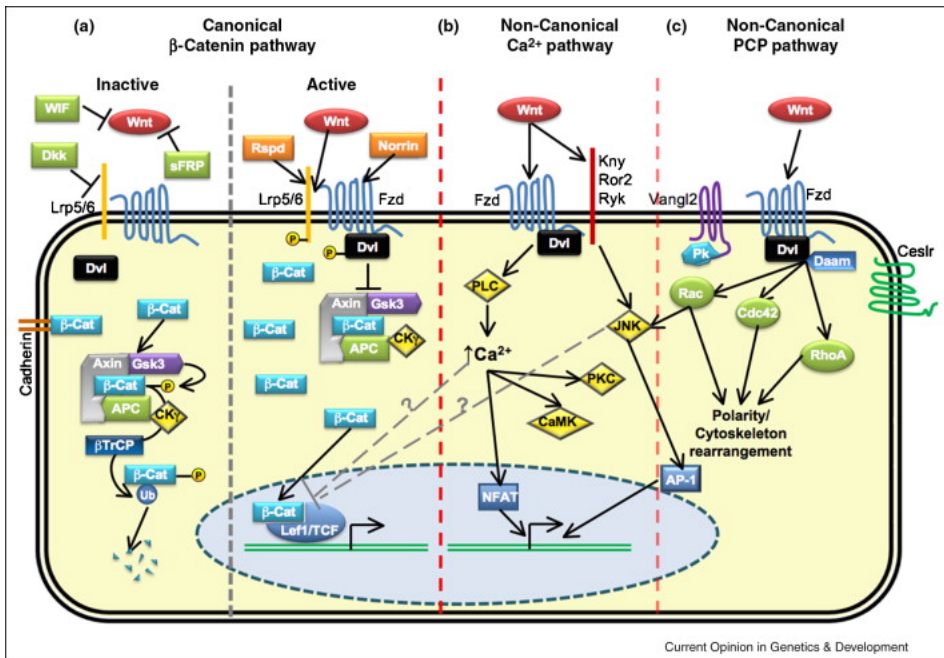 (a)
Canonical
β-Catenin pathway
(b)
Non-Canonical
Ca2+ pathway
(c)
Non-Canonical
PCP pathway
Inactive
Active
WIF
Wnt
Dkk
sFRP
Lrp5/6
Wnt
Rspd
Norrin
Lrp5/6
Fzd
Wnt
Kny
Ror2
Ryk
Fzd
Wnt
Vangl2
Fzd
Celsr
Dvl
P
P
Dvl
β-Cat
Dvl
Pk
Dvl
Daam
PLC
Rac
Cdc42
RhoA
JNK
Cadherin
β-Cat
β-Cat
Axin
Gsk3
β-Cat
P
APC
CKγ
βTrCP
β-Cat
P
Ub
β-Cat
Axin
Gsk3
β-Cat
APC
CKγ
β-Cat
β-Cat
↑Ca2+
?
?
PKC
CaMK
Polarity/
Cytoskeleton
rearrangement
β-Cat
Lef1/TCF
NFAT
AP-1
Current Opinion in Genetics & Development